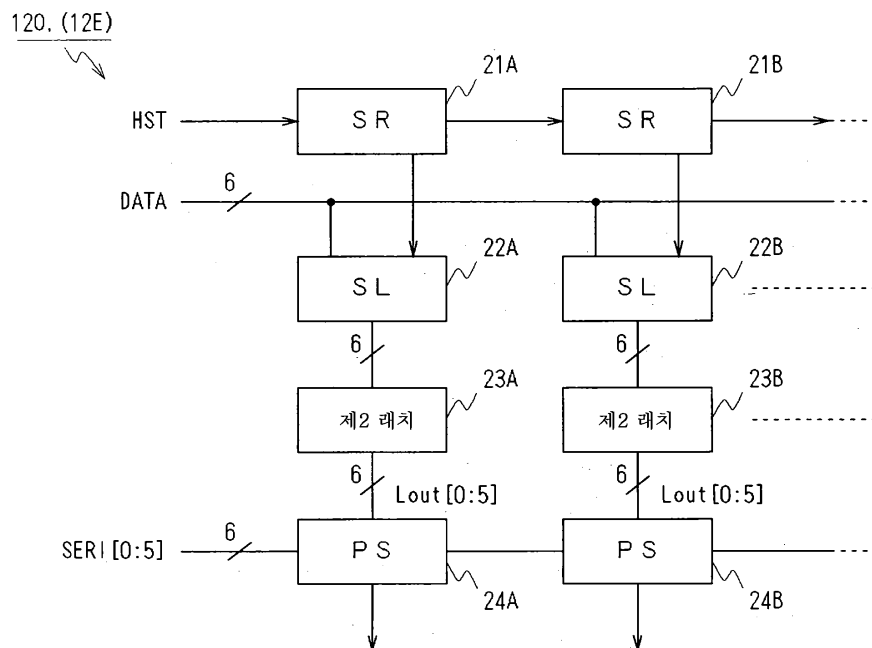 120, (12E)
21A
21B
HST
SR
SR
DATA
6
22A
22B
SL
SL
6
6
23A
23B
제2 래치
제2 래치
6
Lout[0:5]
6
Lout[0:5]
SERI[0:5]
6
PS
PS
24A
24B